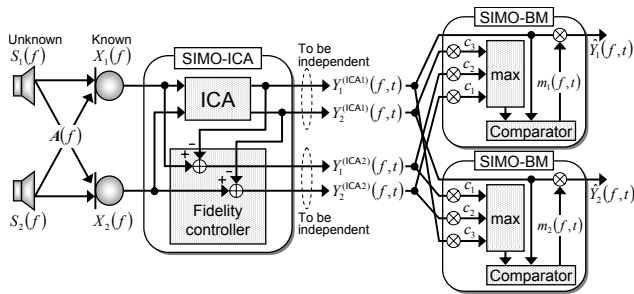 Unknown
S₁(f)
Known
X₁(f)
A(f)
S₂(f)
X₂(f)
SIMO-ICA
ICA
− −
+ +
Fidelity
controller
To be
independent
Y₁^(ICA1)(f,t)
Y₂^(ICA1)(f,t)
Y₁^(ICA2)(f,t)
Y₂^(ICA2)(f,t)
To be
independent
SIMO-BM
c₃
c₂
c₁
max
m₁(f,t)
Comparator
Ŷ₁(f,t)
SIMO-BM
c₁
c₂
c₃
max
m₂(f,t)
Comparator
Ŷ₂(f,t)